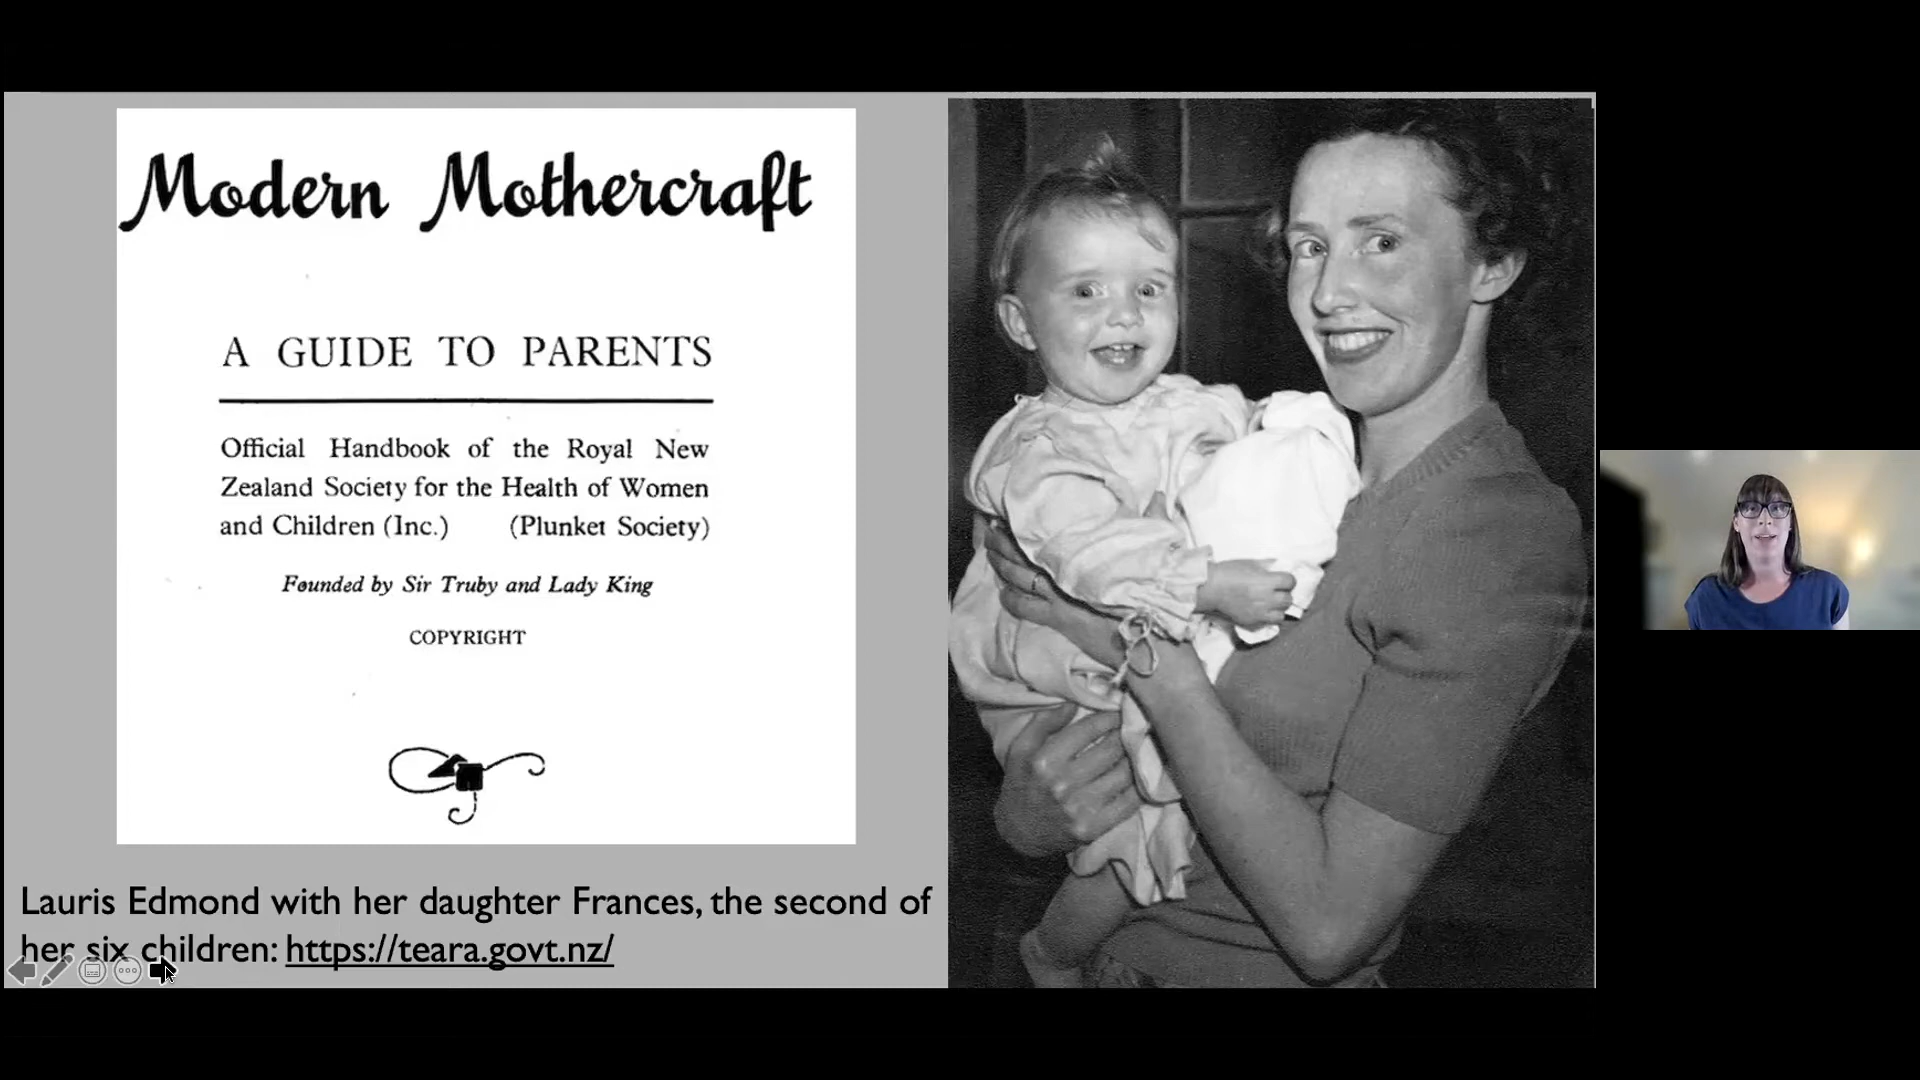 Modern Mothercraft
A GUIDE TO PARENTS
Official Handbook of the Royal New
Zealand Society for the Health of Women
and Children (Inc.) (Plunket Society)
Founded by Sir Truby and Lady King
COPYRIGHT
Lauris Edmond with her daughter Frances, the second of
her six children: https://teara.govt.nz/